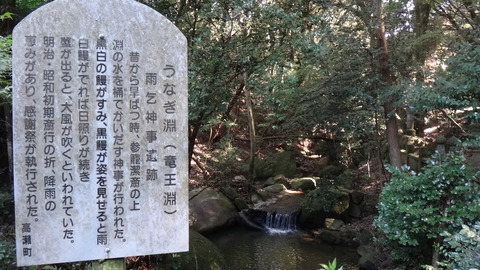 うなぎ淵（竜王淵）
雨乞神事遺跡
昔から旱ばつ時、参籠潔斎の上
淵の水を桶でかいだす神事が行われた。
黒白の鰻がすみ、黒鰻が姿を見せると雨
白鰻がでれば日照りが続き
蟹が出ると、大風が吹くといわれていた。
明治・昭和初期斎行の折、降雨の
恵みがあり、感謝祭が執行された。
高瀬町